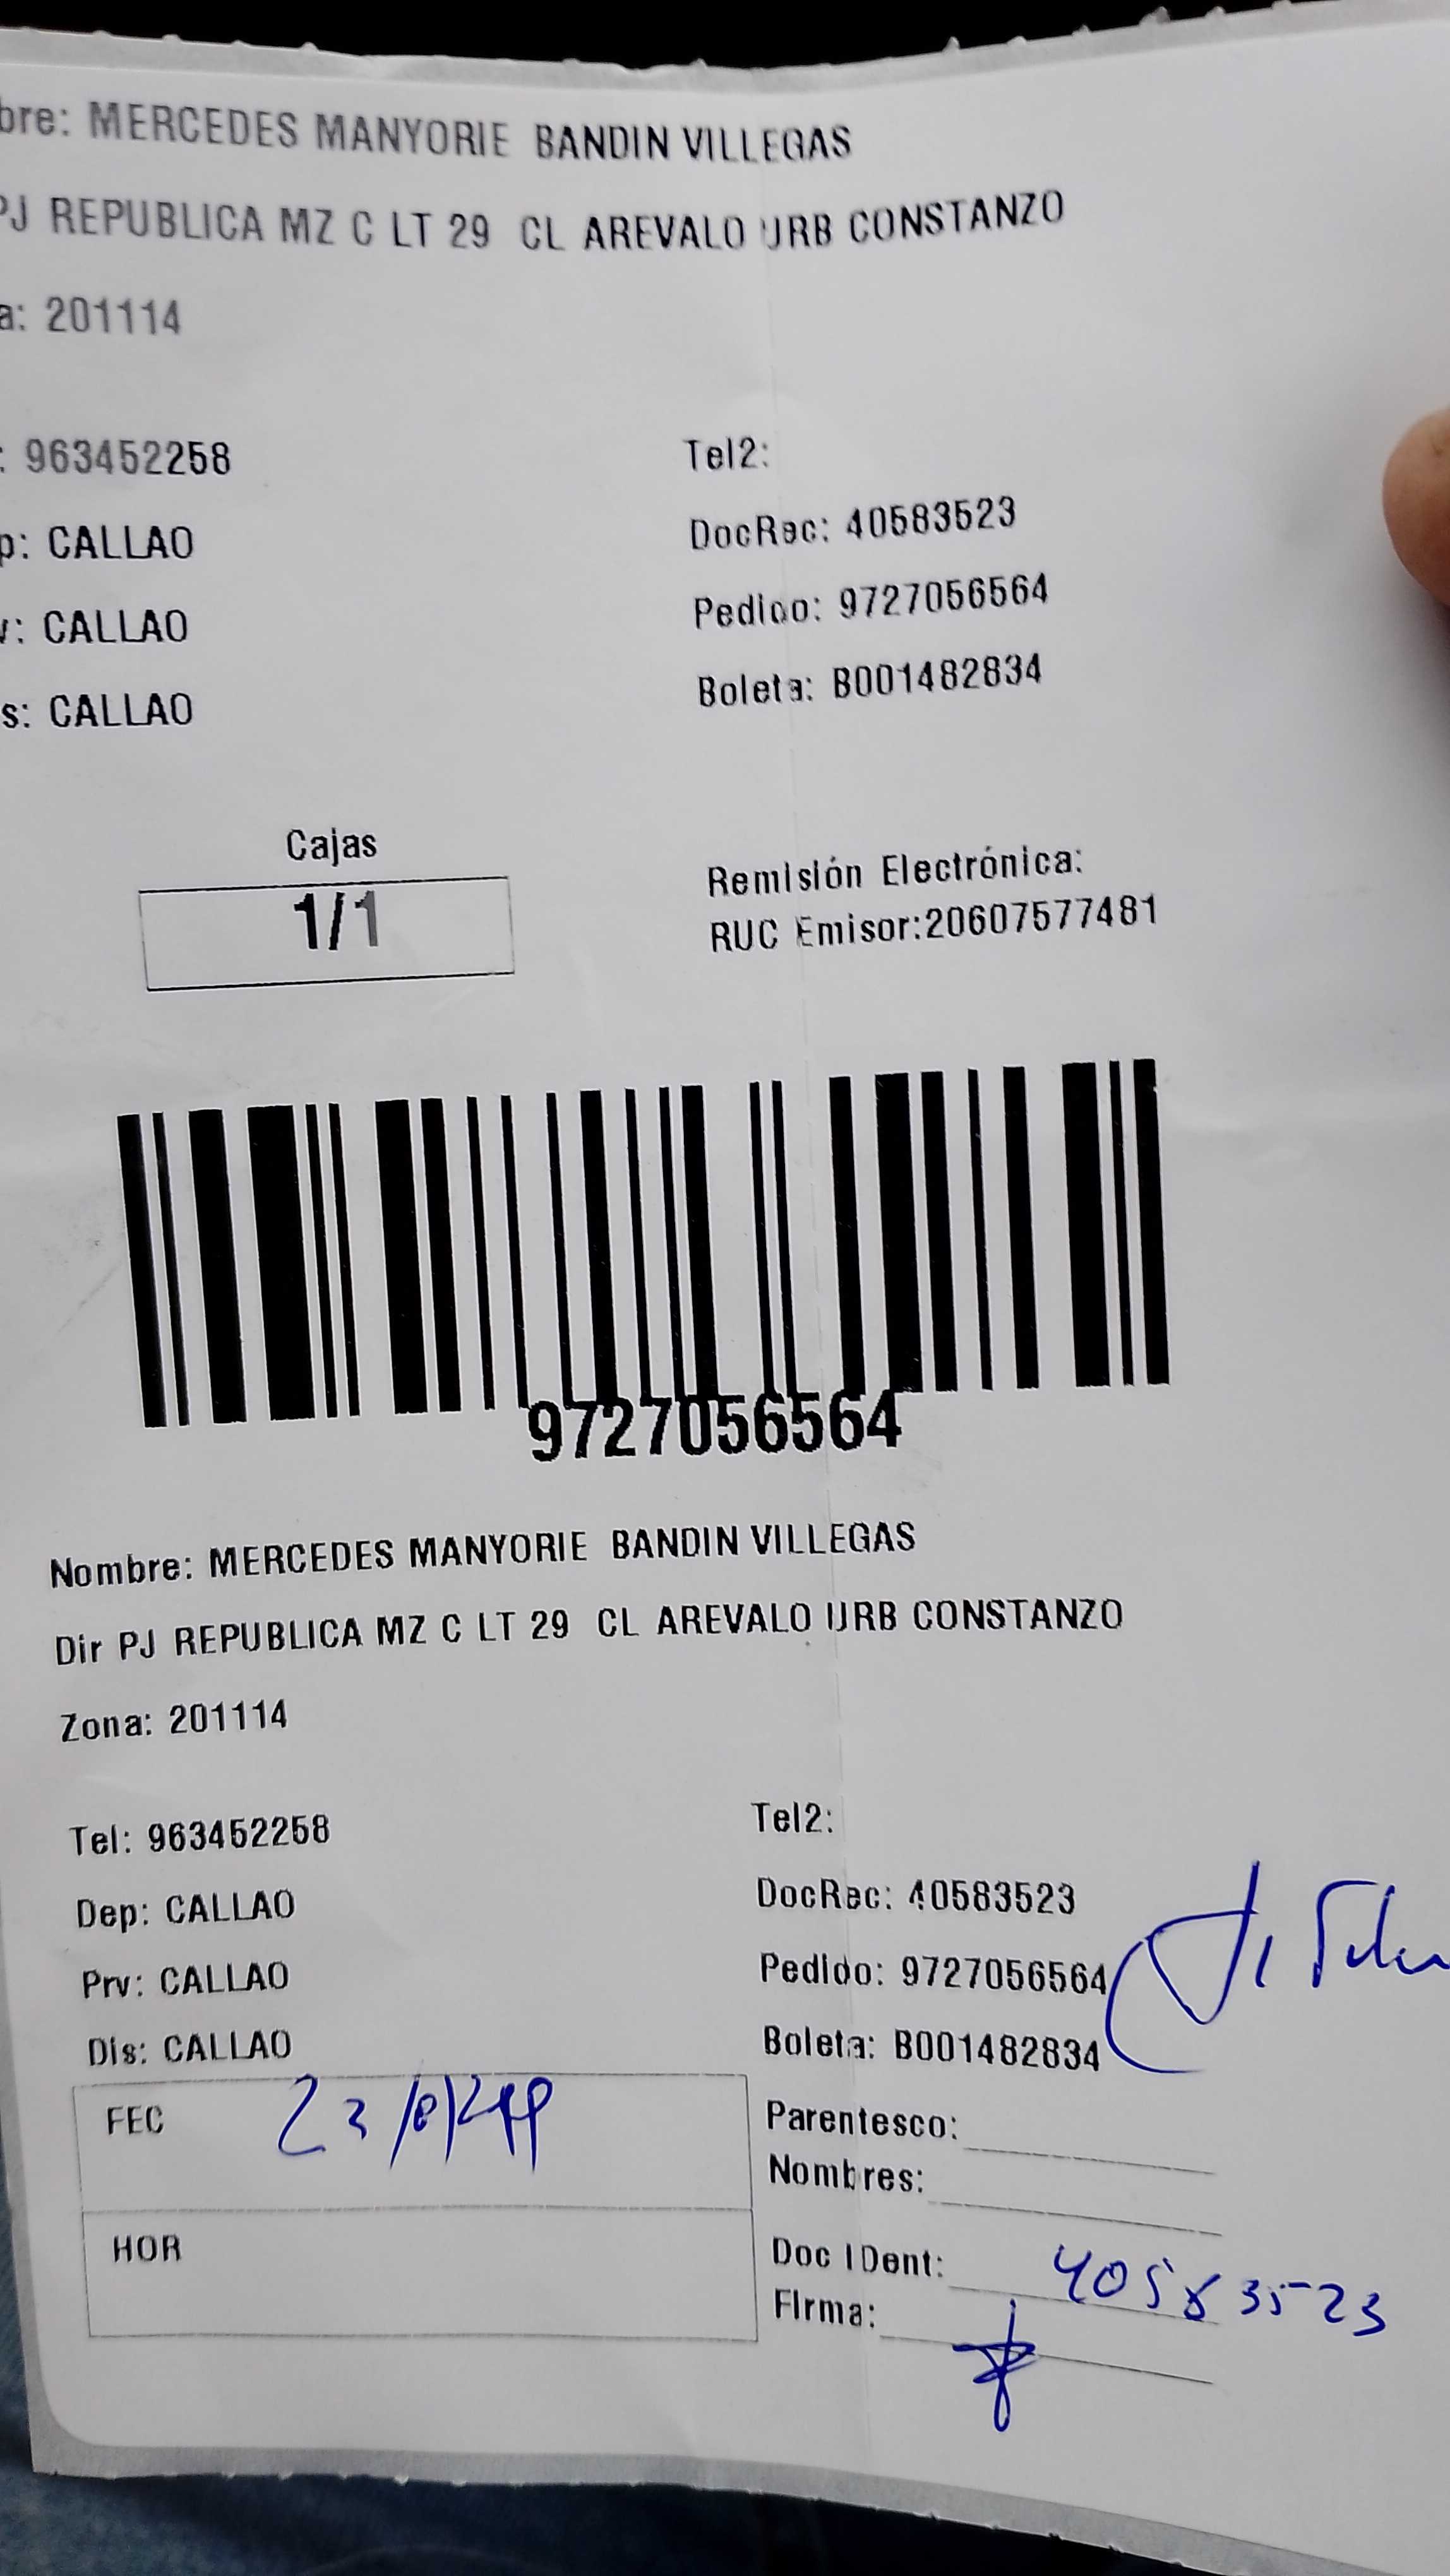 bre: MERCEDES MANYORIE BANDIN VILLEGAS
PJ REPUBLICA MZ C LT 29 CL AREVALO URB CONSTANZO
a: 201114
: 963452258
Tel2:
p: CALLAO
DocRec: 40583523
v: CALLAO
Pedido: 9727056564
s: CALLAO
Boleta: B001482834
Cajas
1/1
Remisión Electrónica:
RUC Emisor:20607577481
9727056564
Nombre: MERCEDES MANYORIE BANDIN VILLEGAS
Dir PJ REPUBLICA MZ C LT 29 CL AREVALO URB CONSTANZO
Zona: 201114
Tel: 963452258
Tel2:
Dep: CALLAO
DocRec: 40583523
Prv: CALLAO
Pedido: 9727056564
Dis: CALLAO
Boleta: B001482834
FEC
Parentesco:
Nombres:
HOR
Doc IDent: 40583523
Firma: